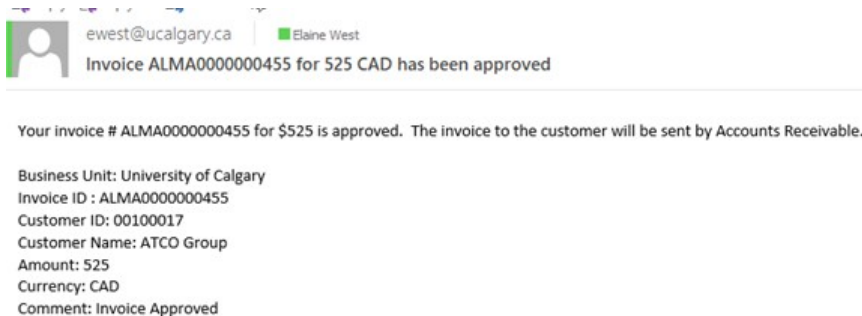 ewest@ucalgary.ca Elaine West
Invoice ALMA0000000455 for 525 CAD has been approved
Your invoice # ALMA0000000455 for $525 is approved. The invoice to the customer will be sent by Accounts Receivable.
Business Unit: University of Calgary
Invoice ID : ALMA0000000455
Customer ID: 00100017
Customer Name: ATCO Group
Amount: 525
Currency: CAD
Comment: Invoice Approved